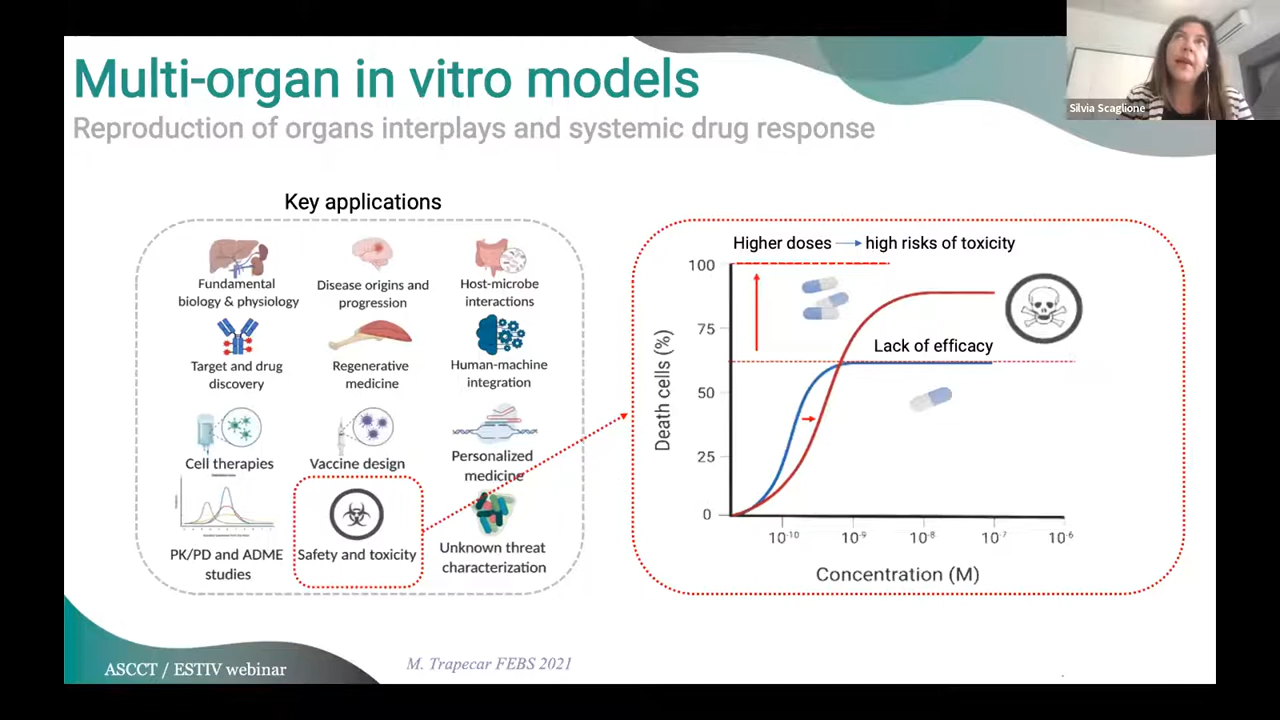 Multi-organ in vitro models
Reproduction of organs interplays and systemic drug response
Silvia Scaglione
Key applications
Fundamental
biology & physiology
Disease origins and
progression
Host-microbe
interactions
Target and drug
discovery
Regenerative
medicine
Human-machine
integration
Cell therapies
Vaccine design
Personalized
medicine
PK/PD and ADME
studies
Safety and toxicity
Unknown threat
characterization
Higher doses → high risks of toxicity
100
75
50
25
0
Death cells (%)
Lack of efficacy
10-10
10-9
10-8
10-7
10-6
Concentration (M)
ASCCT / ESTIV webinar
M. Trapecar FEBS 2021